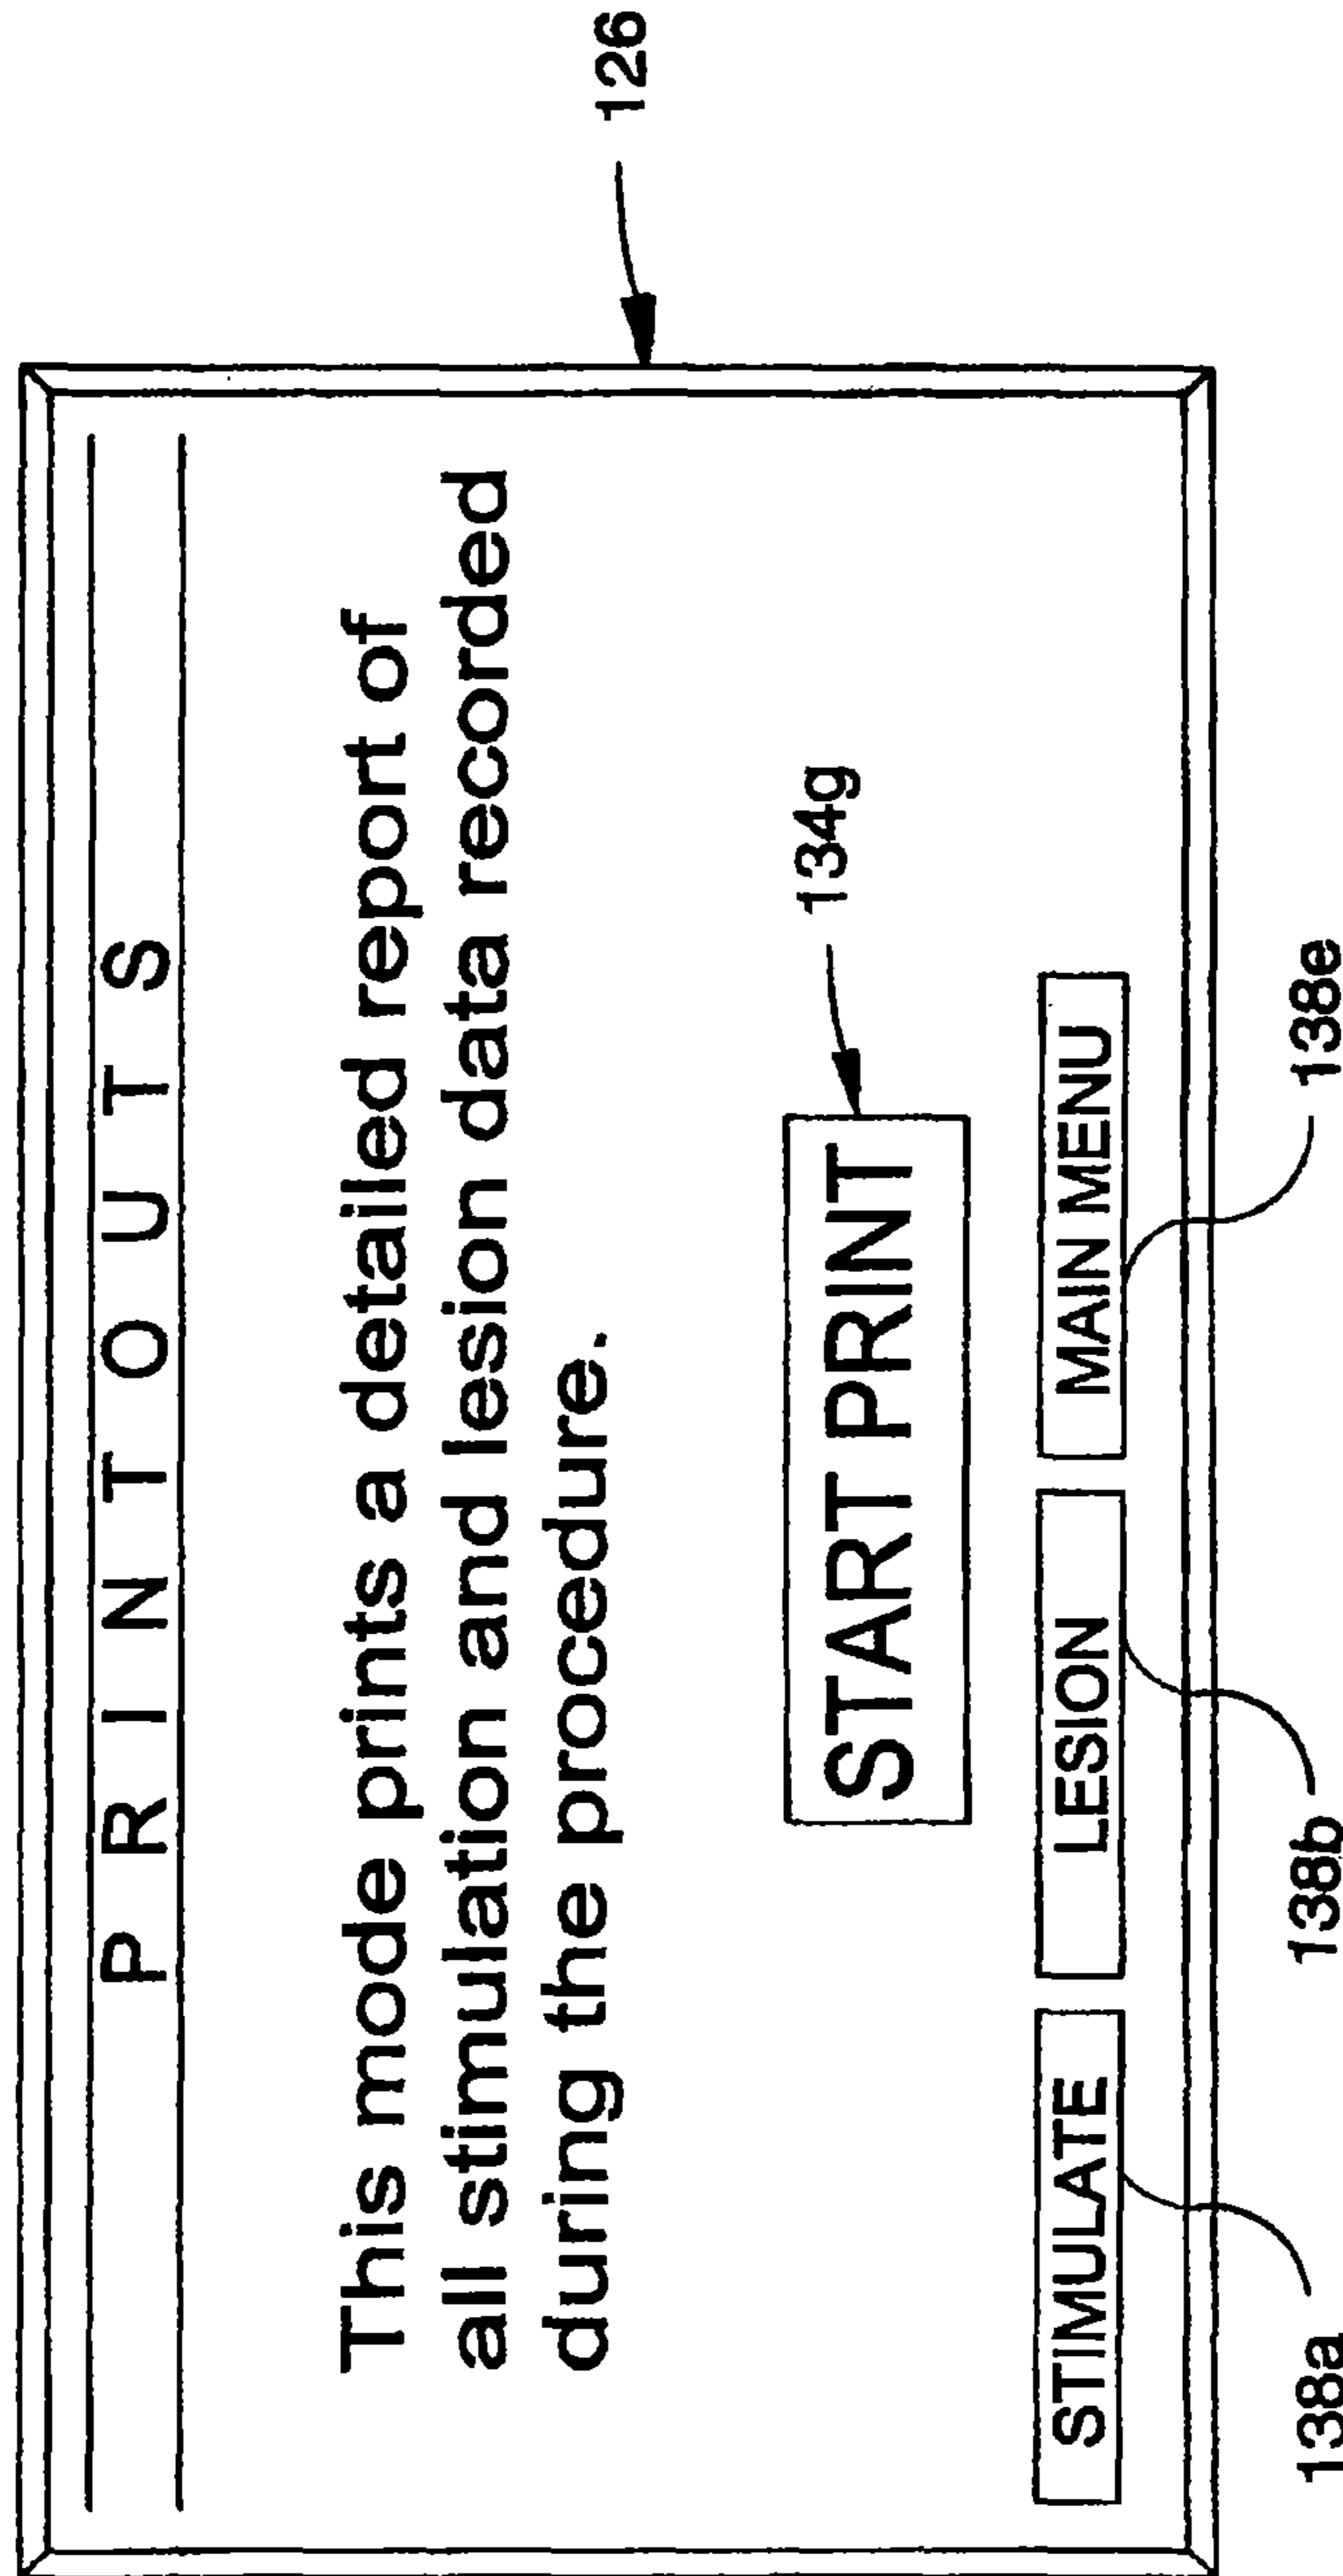 PRINTOUTS
126
This mode prints a detailed report of
all stimulation and lesion data recorded
during the procedure.
134g
START PRINT
STIMULATE LESION MAIN MENU
138a 138b 138e